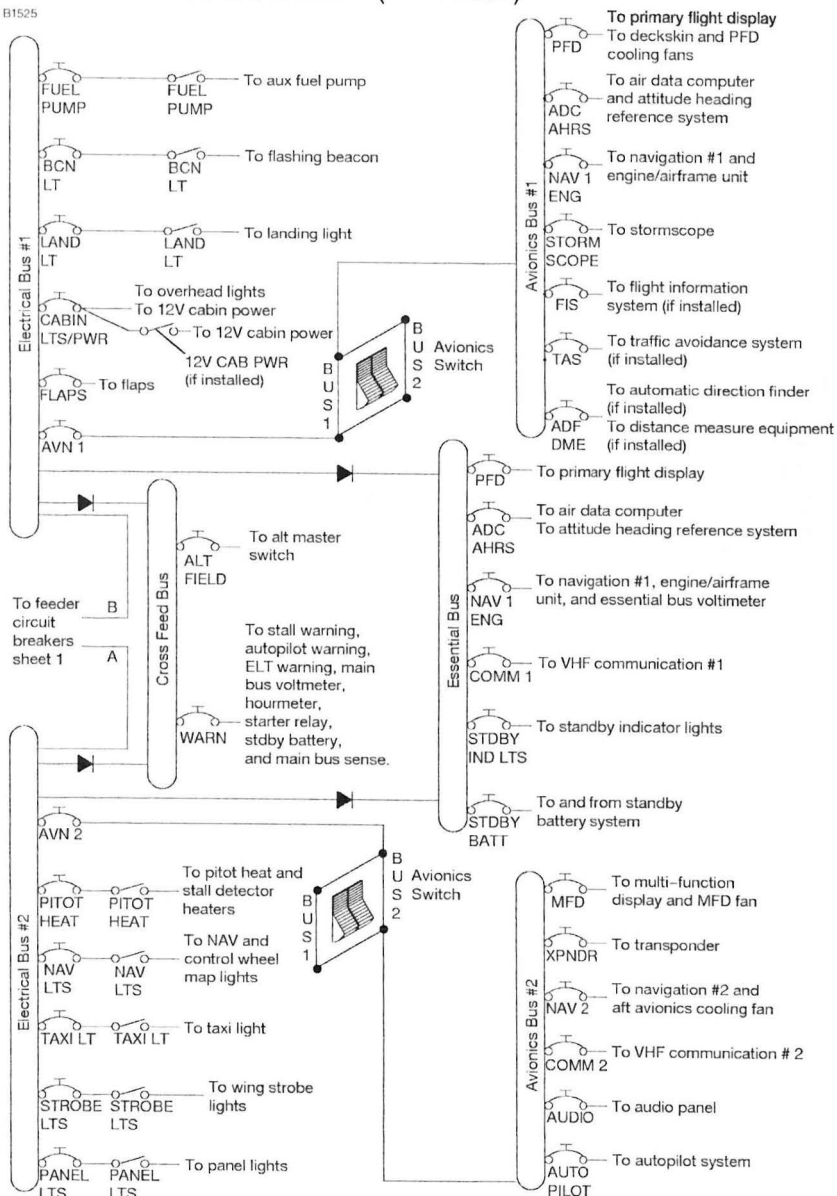 B1525
Electrical Bus #1
FUEL
PUMP
FUEL
PUMP
To aux fuel pump
BCN
LT
BCN
LT
To flashing beacon
LAND
LT
LAND
LT
To landing light
CABIN
LTS/PWR
To overhead lights
To 12V cabin power
To 12V cabin power
12V CAB PWR
(if installed)
FLAPS
To flaps
AVN 1
BUS 1
BUS 2
Avionics
Switch
Avionics Bus #1
PFD
To primary flight display
To deckskin and PFD
cooling fans
ADC
AHRS
To air data computer
and attitude heading
reference system
NAV 1
ENG
To navigation #1 and
engine/airframe unit
STORM
SCOPE
To stormscope
FIS
To flight information
system (if installed)
TAS
To traffic avoidance system
(if installed)
ADF
DME
To automatic direction finder
(if installed)
To distance measure equipment
(if installed)
To feeder
circuit
breakers
sheet 1
B
A
Cross Feed Bus
ALT
FIELD
To alt master
switch
WARN
To stall warning,
autopilot warning,
ELT warning, main
bus voltmeter,
hourmeter,
starter relay,
stdby battery,
and main bus sense.
Essential Bus
PFD
To primary flight display
ADC
AHRS
To air data computer
To attitude heading reference system
NAV 1
ENG
To navigation #1, engine/airframe
unit, and essential bus voltimeter
COMM 1
To VHF communication #1
STDBY
IND LTS
To standby indicator lights
STDBY
BATT
To and from standby
battery system
Electrical Bus #2
AVN 2
PITOT
HEAT
PITOT
HEAT
To pitot heat and
stall detector
heaters
NAV
LTS
NAV
LTS
To NAV and
control wheel
map lights
TAXI LT
TAXI LT
To taxi light
STROBE
LTS
STROBE
LTS
To wing strobe
lights
PANEL
LTS
PANEL
LTS
To panel lights
BUS 1
BUS 2
Avionics
Switch
Avionics Bus #2
MFD
To multi-function
display and MFD fan
XPNDR
To transponder
NAV 2
To navigation #2 and
aft avionics cooling fan
COMM 2
To VHF communication # 2
AUDIO
To audio panel
AUTO
PILOT
To autopilot system